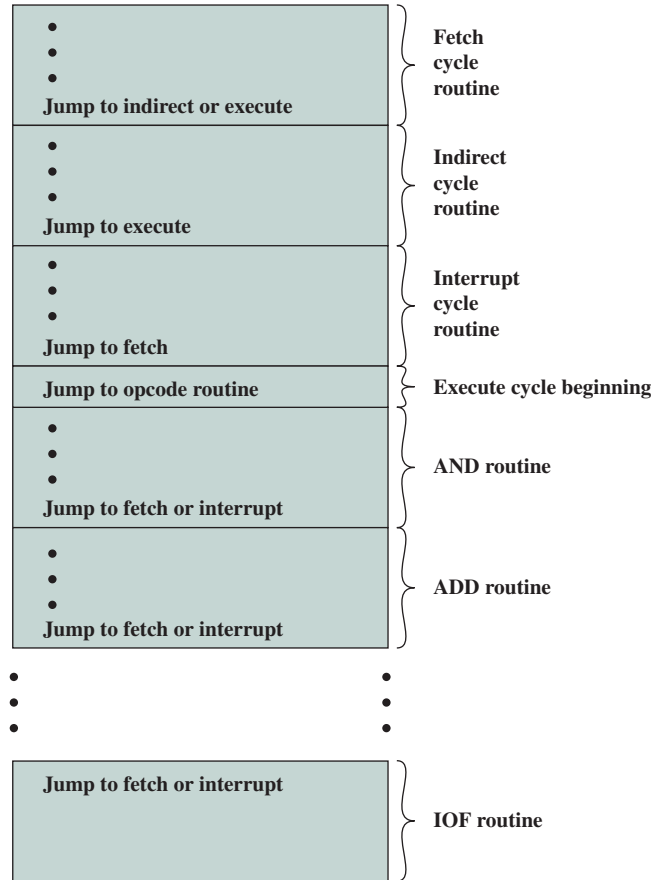 Jump to indirect or execute
Fetch
cycle
routine
Jump to execute
Indirect
cycle
routine
Jump to fetch
Interrupt
cycle
routine
Jump to opcode routine
Execute cycle beginning
Jump to fetch or interrupt
AND routine
Jump to fetch or interrupt
ADD routine
Jump to fetch or interrupt
IOF routine